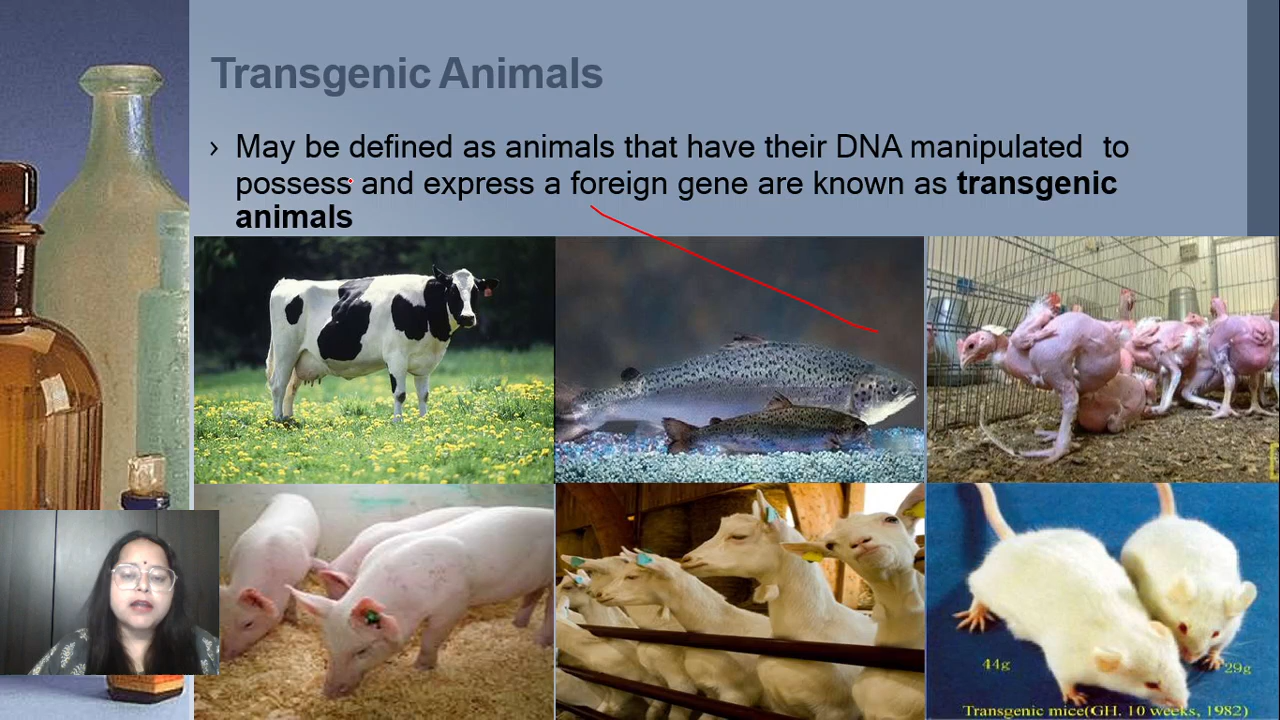 Transgenic Animals
› May be defined as animals that have their DNA manipulated to
possess and express a foreign gene are known as transgenic
animals
44g
29g
Transgenic mice(GH, 10 weeks, 1982)